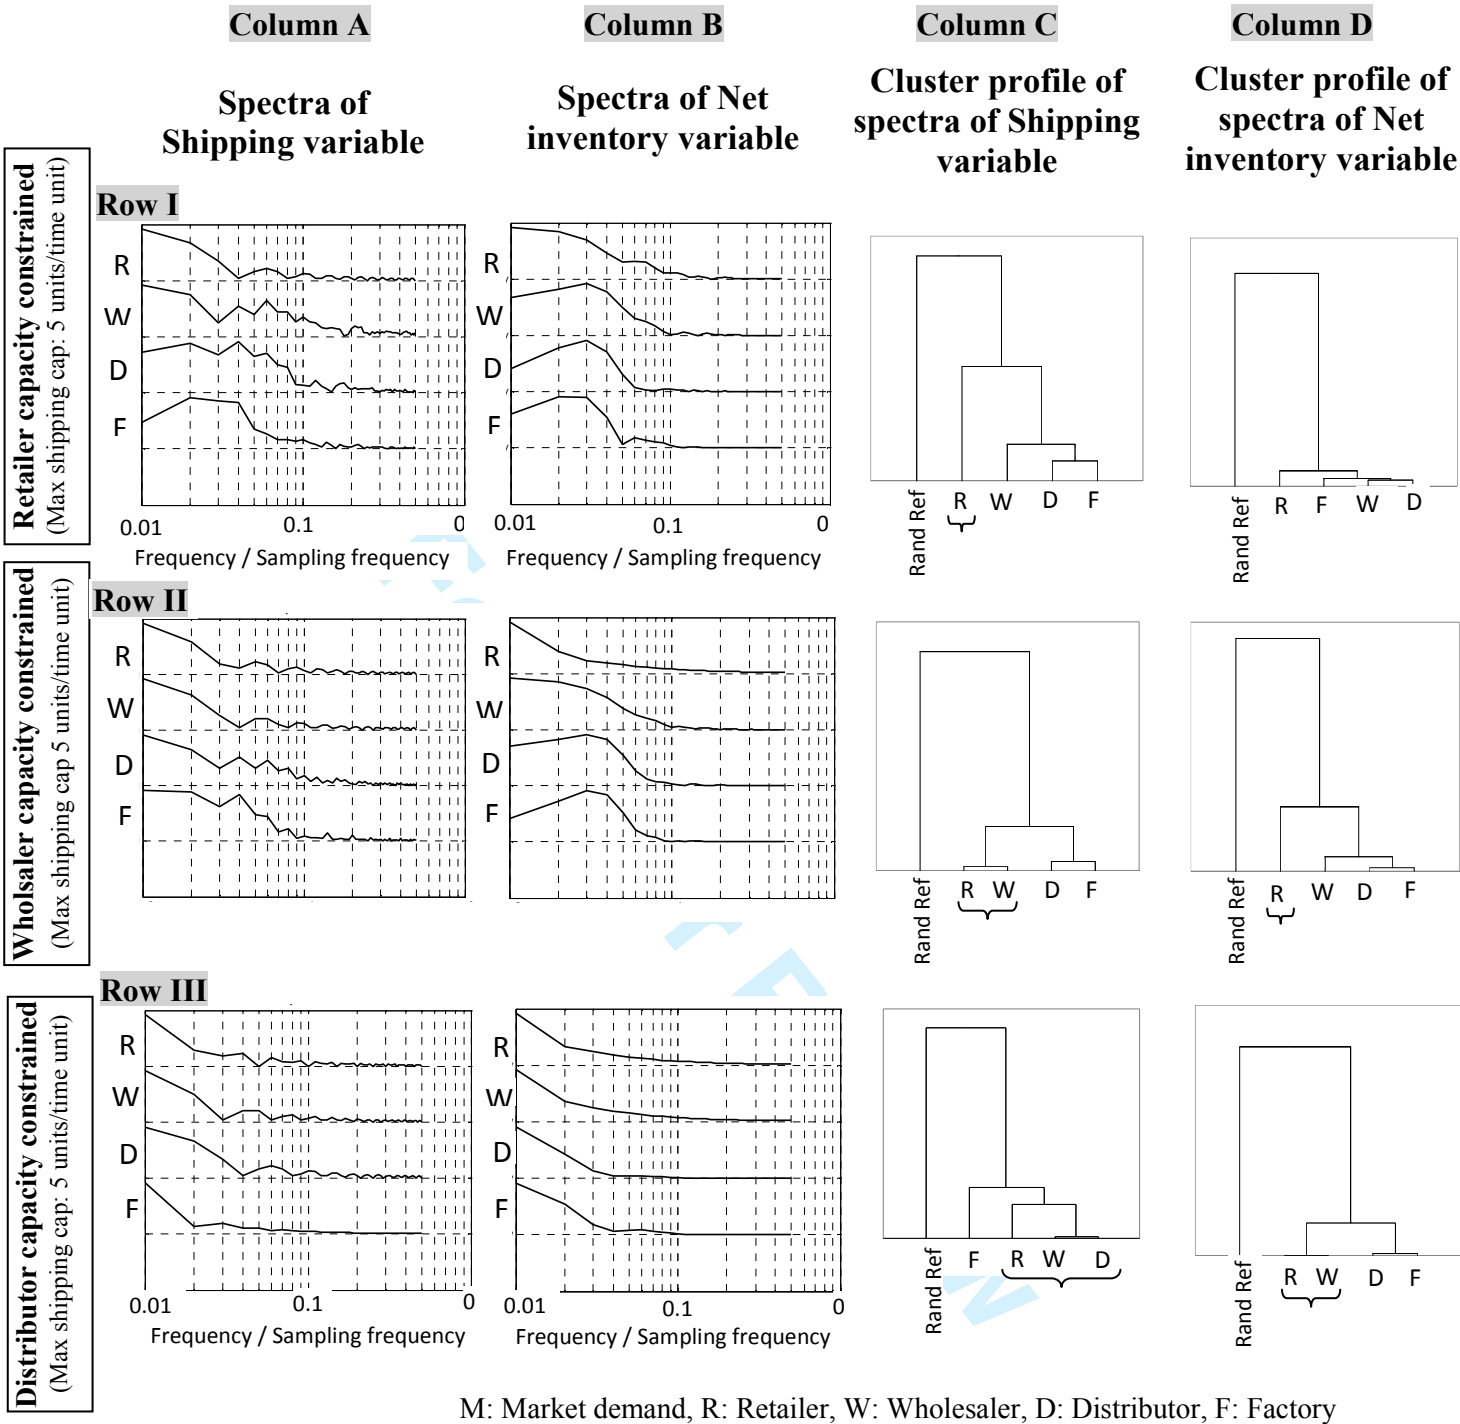 Column A
Column B
Column C
Column D
Spectra of
Shipping variable
Spectra of Net
inventory variable
Cluster profile of
spectra of Shipping
variable
Cluster profile of
spectra of Net
inventory variable
Retailer capacity constrained
(Max shipping cap: 5 units/time unit)
Row I
R
W
D
F
0.01
0.1
0
Frequency / Sampling frequency
R
W
D
F
0.01
0.1
0
Frequency / Sampling frequency
Rand Ref
R
W
D
F
Rand Ref
R
F
W
D
Wholsaler capacity constrained
(Max shipping cap 5 units/time unit)
Row II
R
W
D
F
R
W
D
F
Rand Ref
R
W
D
F
Rand Ref
R
W
D
F
Distributor capacity constrained
(Max shipping cap: 5 units/time unit)
Row III
R
W
D
F
0.01
0.1
0
Frequency / Sampling frequency
R
W
D
F
0.01
0.1
0
Frequency / Sampling frequency
Rand Ref
F
R
W
D
Rand Ref
R
W
D
F
M: Market demand, R: Retailer, W: Wholesaler, D: Distributor, F: Factory